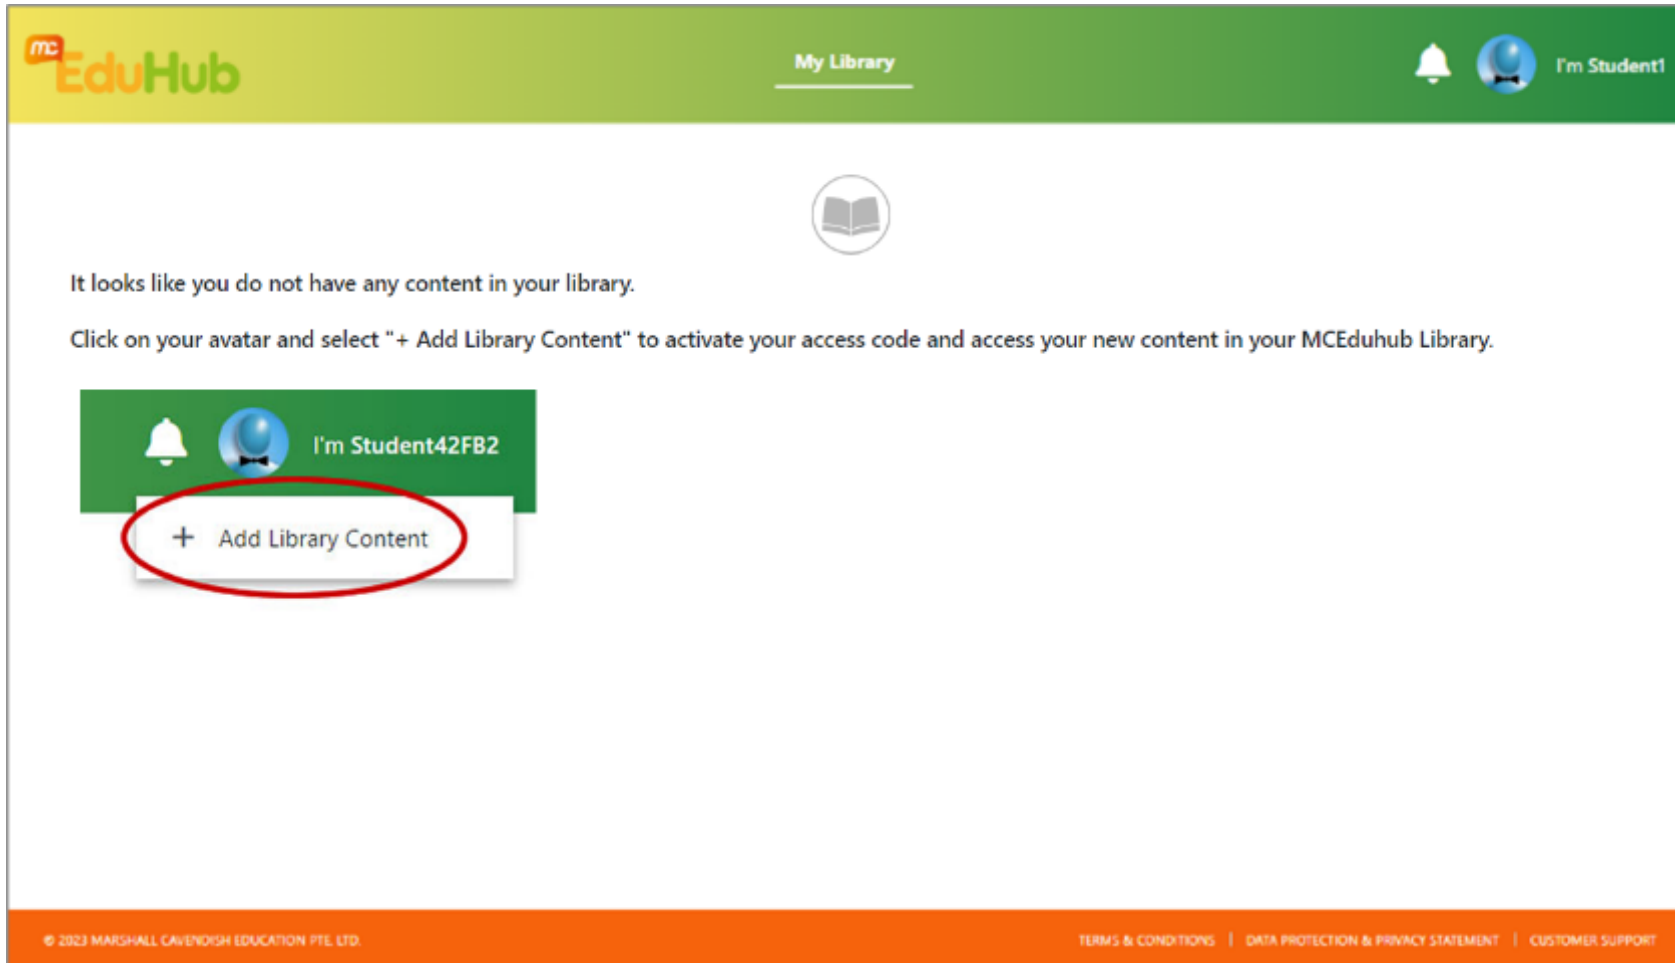 mc EduHub
My Library
I'm Student1
It looks like you do not have any content in your library.
Click on your avatar and select "+ Add Library Content" to activate your access code and access your new content in your MCEduhub Library.
I'm Student42FB2
+ Add Library Content
© 2023 MARSHALL CAVENDISH EDUCATION PTE. LTD.
TERMS & CONDITIONS | DATA PROTECTION & PRIVACY STATEMENT | CUSTOMER SUPPORT